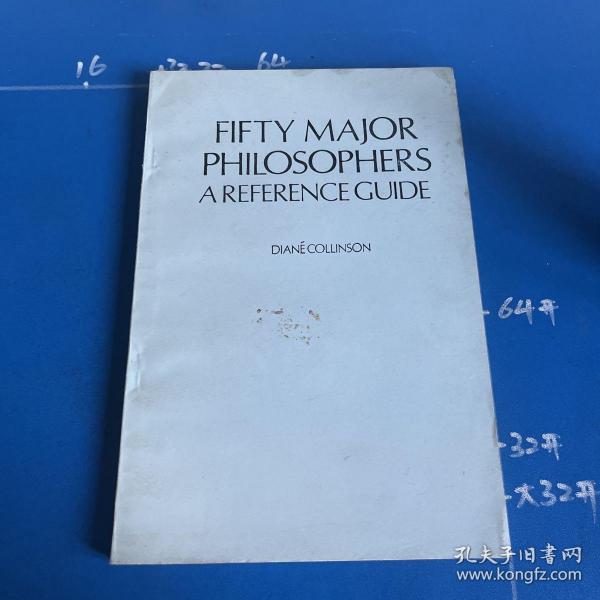 16
64
FIFTY MAJOR
PHILOSOPHERS
A REFERENCE GUIDE
DIANÉ COLLINSON
64开
32开
大32开
孔夫子旧書网
www.kongfz.com